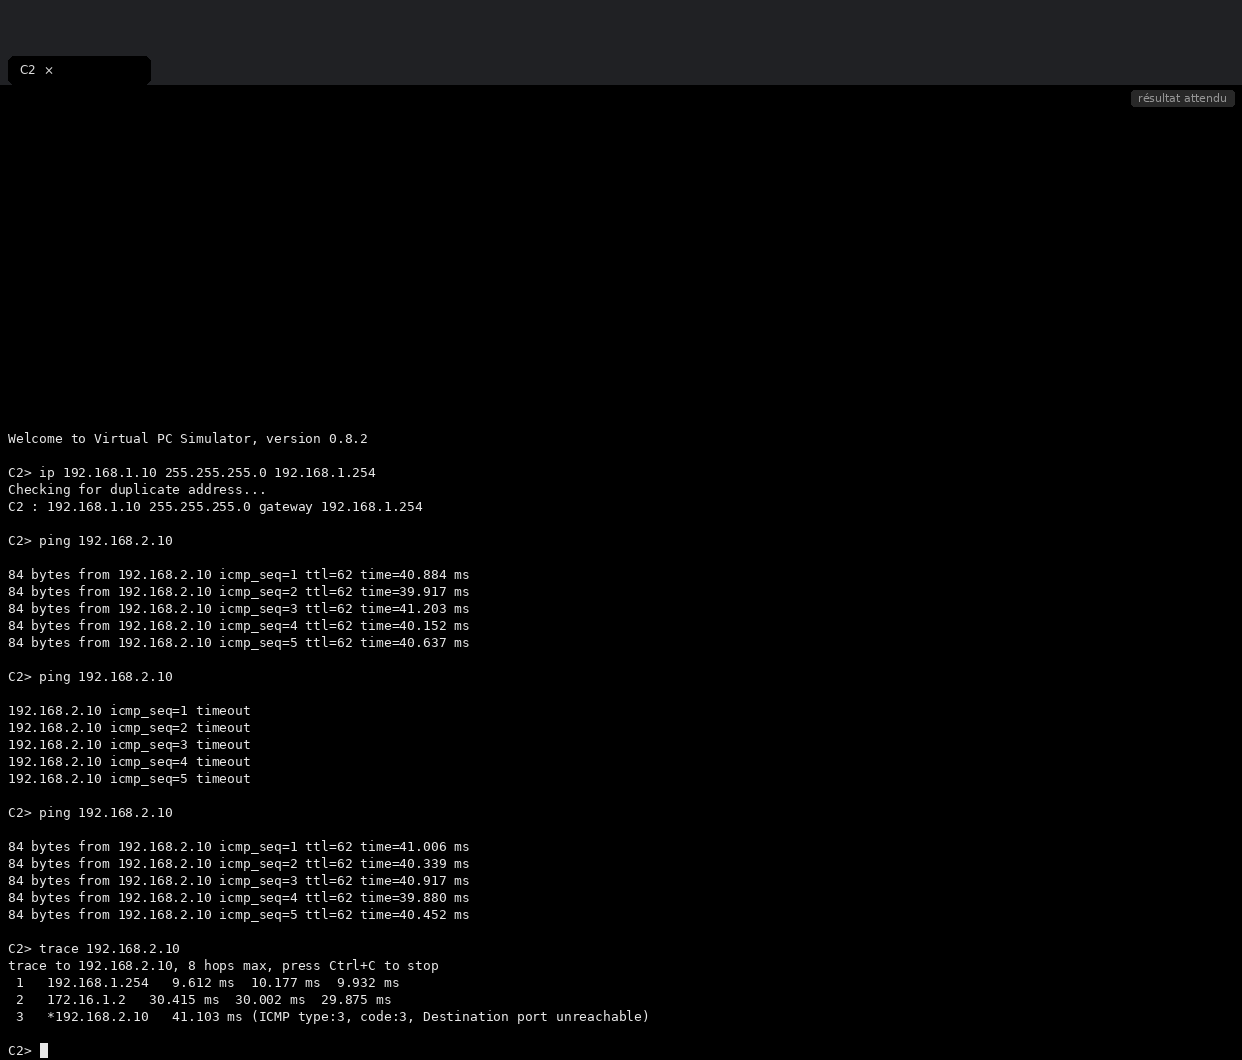 C2 ×
résultat attendu
Welcome to Virtual PC Simulator, version 0.8.2
C2> ip 192.168.1.10 255.255.255.0 192.168.1.254
Checking for duplicate address...
C2 : 192.168.1.10 255.255.255.0 gateway 192.168.1.254
C2> ping 192.168.2.10
84 bytes from 192.168.2.10 icmp_seq=1 ttl=62 time=40.884 ms
84 bytes from 192.168.2.10 icmp_seq=2 ttl=62 time=39.917 ms
84 bytes from 192.168.2.10 icmp_seq=3 ttl=62 time=41.203 ms
84 bytes from 192.168.2.10 icmp_seq=4 ttl=62 time=40.152 ms
84 bytes from 192.168.2.10 icmp_seq=5 ttl=62 time=40.637 ms
C2> ping 192.168.2.10
192.168.2.10 icmp_seq=1 timeout
192.168.2.10 icmp_seq=2 timeout
192.168.2.10 icmp_seq=3 timeout
192.168.2.10 icmp_seq=4 timeout
192.168.2.10 icmp_seq=5 timeout
C2> ping 192.168.2.10
84 bytes from 192.168.2.10 icmp_seq=1 ttl=62 time=41.006 ms
84 bytes from 192.168.2.10 icmp_seq=2 ttl=62 time=40.339 ms
84 bytes from 192.168.2.10 icmp_seq=3 ttl=62 time=40.917 ms
84 bytes from 192.168.2.10 icmp_seq=4 ttl=62 time=39.880 ms
84 bytes from 192.168.2.10 icmp_seq=5 ttl=62 time=40.452 ms
C2> trace 192.168.2.10
trace to 192.168.2.10, 8 hops max, press Ctrl+C to stop
 1   192.168.1.254   9.612 ms  10.177 ms  9.932 ms
 2   172.16.1.2   30.415 ms  30.002 ms  29.875 ms
 3   *192.168.2.10   41.103 ms (ICMP type:3, code:3, Destination port unreachable)
C2>